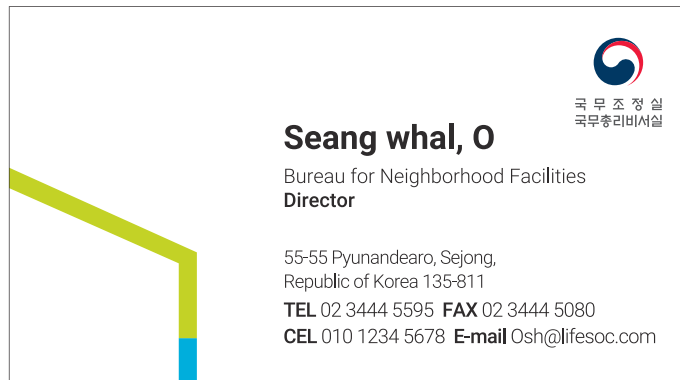 국 무 조 정 실
국무총리비서실
Seang whal, O
Bureau for Neighborhood Facilities
Director
55-55 Pyunandearo, Sejong,
Republic of Korea 135-811
TEL 02 3444 5595 FAX 02 3444 5080
CEL 010 1234 5678 E-mail Osh@lifesoc.com